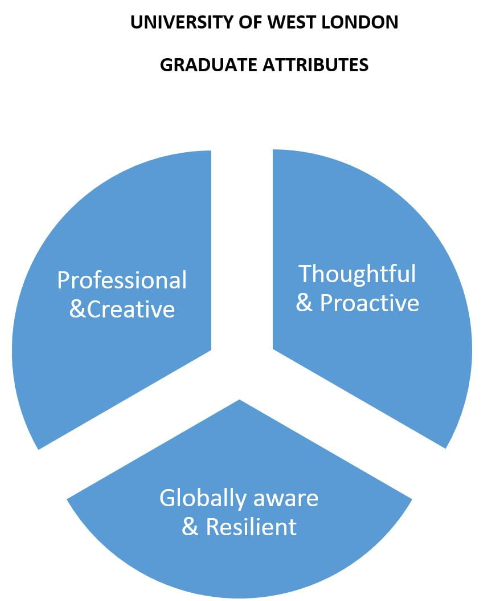 UNIVERSITY OF WEST LONDON
GRADUATE ATTRIBUTES
Professional
&Creative
Thoughtful
& Proactive
Globally aware
& Resilient